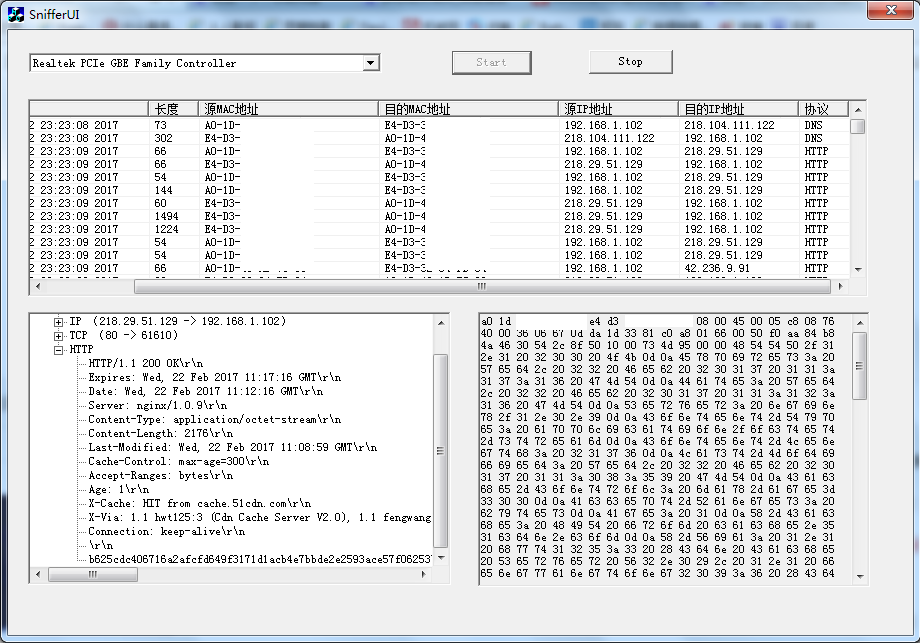 SnifferUI
Realtek PCIe GBE Family Controller
Start
Stop
长度 源MAC地址 目的MAC地址 源IP地址 目的IP地址 协议
2 23:23:08 2017 73 A0-1D- E4-D3-3 192.168.1.102 218.104.111.122 DNS
2 23:23:08 2017 302 E4-D3- A0-1D-4 218.104.111.122 192.168.1.102 DNS
2 23:23:09 2017 66 A0-1D- E4-D3-3 192.168.1.102 218.29.51.129 HTTP
2 23:23:09 2017 66 E4-D3- A0-1D-4 218.29.51.129 192.168.1.102 HTTP
2 23:23:09 2017 54 A0-1D- E4-D3-3 192.168.1.102 218.29.51.129 HTTP
2 23:23:09 2017 144 A0-1D- E4-D3-3 192.168.1.102 218.29.51.129 HTTP
2 23:23:09 2017 60 E4-D3- A0-1D-4 218.29.51.129 192.168.1.102 HTTP
2 23:23:09 2017 1494 E4-D3- A0-1D-4 218.29.51.129 192.168.1.102 HTTP
2 23:23:09 2017 1224 E4-D3- A0-1D-4 218.29.51.129 192.168.1.102 HTTP
2 23:23:09 2017 54 A0-1D- E4-D3-3 192.168.1.102 218.29.51.129 HTTP
2 23:23:09 2017 54 A0-1D- E4-D3-3 192.168.1.102 218.29.51.129 HTTP
2 23:23:09 2017 66 A0-1D- E4-D3-3 192.168.1.102 42.236.9.91 HTTP
IP (218.29.51.129 -> 192.168.1.102)
TCP (80 -> 61610)
HTTP
HTTP/1.1 200 OK\r\n
Expires: Wed, 22 Feb 2017 11:17:16 GMT\r\n
Date: Wed, 22 Feb 2017 11:12:16 GMT\r\n
Server: nginx/1.0.9\r\n
Content-Type: application/octet-stream\r\n
Content-Length: 2176\r\n
Last-Modified: Wed, 22 Feb 2017 11:08:59 GMT\r\n
Cache-Control: max-age=300\r\n
Accept-Ranges: bytes\r\n
Age: 1\r\n
X-Cache: HIT from cache.51cdn.com\r\n
X-Via: 1.1 hwt125:3 (Cdn Cache Server V2.0), 1.1 fengwang
Connection: keep-alive\r\n
\r\n
b625cdc406716a2afcfd649f3171d1acb4e7bbde2e2593ace57f06253
a0 1d e4 d3 08 00 45 00 05 c8 08 76
40 00 36 06 67 0d da 1d 33 81 c0 a8 01 66 00 50 f0 aa 84 b8
4a 46 30 54 2c 8f 50 10 00 73 4d 95 00 00 48 54 54 50 2f 31
2e 31 20 32 30 30 20 4f 4b 0d 0a 45 78 70 69 72 65 73 3a 20
57 65 64 2c 20 32 32 20 46 65 62 20 32 30 31 37 20 31 31 3a
31 37 3a 31 36 20 47 4d 54 0d 0a 44 61 74 65 3a 20 57 65 64
2c 20 32 32 20 46 65 62 20 32 30 31 37 20 31 31 3a 31 32 3a
31 36 20 47 4d 54 0d 0a 53 65 72 76 65 72 3a 20 6e 67 69 6e
78 2f 31 2e 30 2e 39 0d 0a 43 6f 6e 74 65 6e 74 2d 54 79 70
65 3a 20 61 70 70 6c 69 63 61 74 69 6f 6e 2f 6f 63 74 65 74
2d 73 74 72 65 61 6d 0d 0a 43 6f 6e 74 65 6e 74 2d 4c 65 6e
67 74 68 3a 20 32 31 37 36 0d 0a 4c 61 73 74 2d 4d 6f 64 69
66 69 65 64 3a 20 57 65 64 2c 20 32 32 20 46 65 62 20 32 30
31 37 20 31 31 3a 30 38 3a 35 39 20 47 4d 54 0d 0a 43 61 63
68 65 2d 43 6f 6e 74 72 6f 6c 3a 20 6d 61 78 2d 61 67 65 3d
33 30 30 0d 0a 41 63 63 65 70 74 2d 52 61 6e 67 65 73 3a 20
62 79 74 65 73 0d 0a 41 67 65 3a 20 31 0d 0a 58 2d 43 61 63
68 65 3a 20 48 49 54 20 66 72 6f 6d 20 63 61 63 68 65 2e 35
31 63 64 6e 2e 63 6f 6d 0d 0a 58 2d 56 69 61 3a 20 31 2e 31
20 68 77 74 31 32 35 3a 33 20 28 43 64 6e 20 43 61 63 68 65
20 53 65 72 76 65 72 20 56 32 2e 30 29 2c 20 31 2e 31 20 66
65 6e 67 77 61 6e 67 74 6f 6e 67 32 30 39 3a 36 20 28 43 64